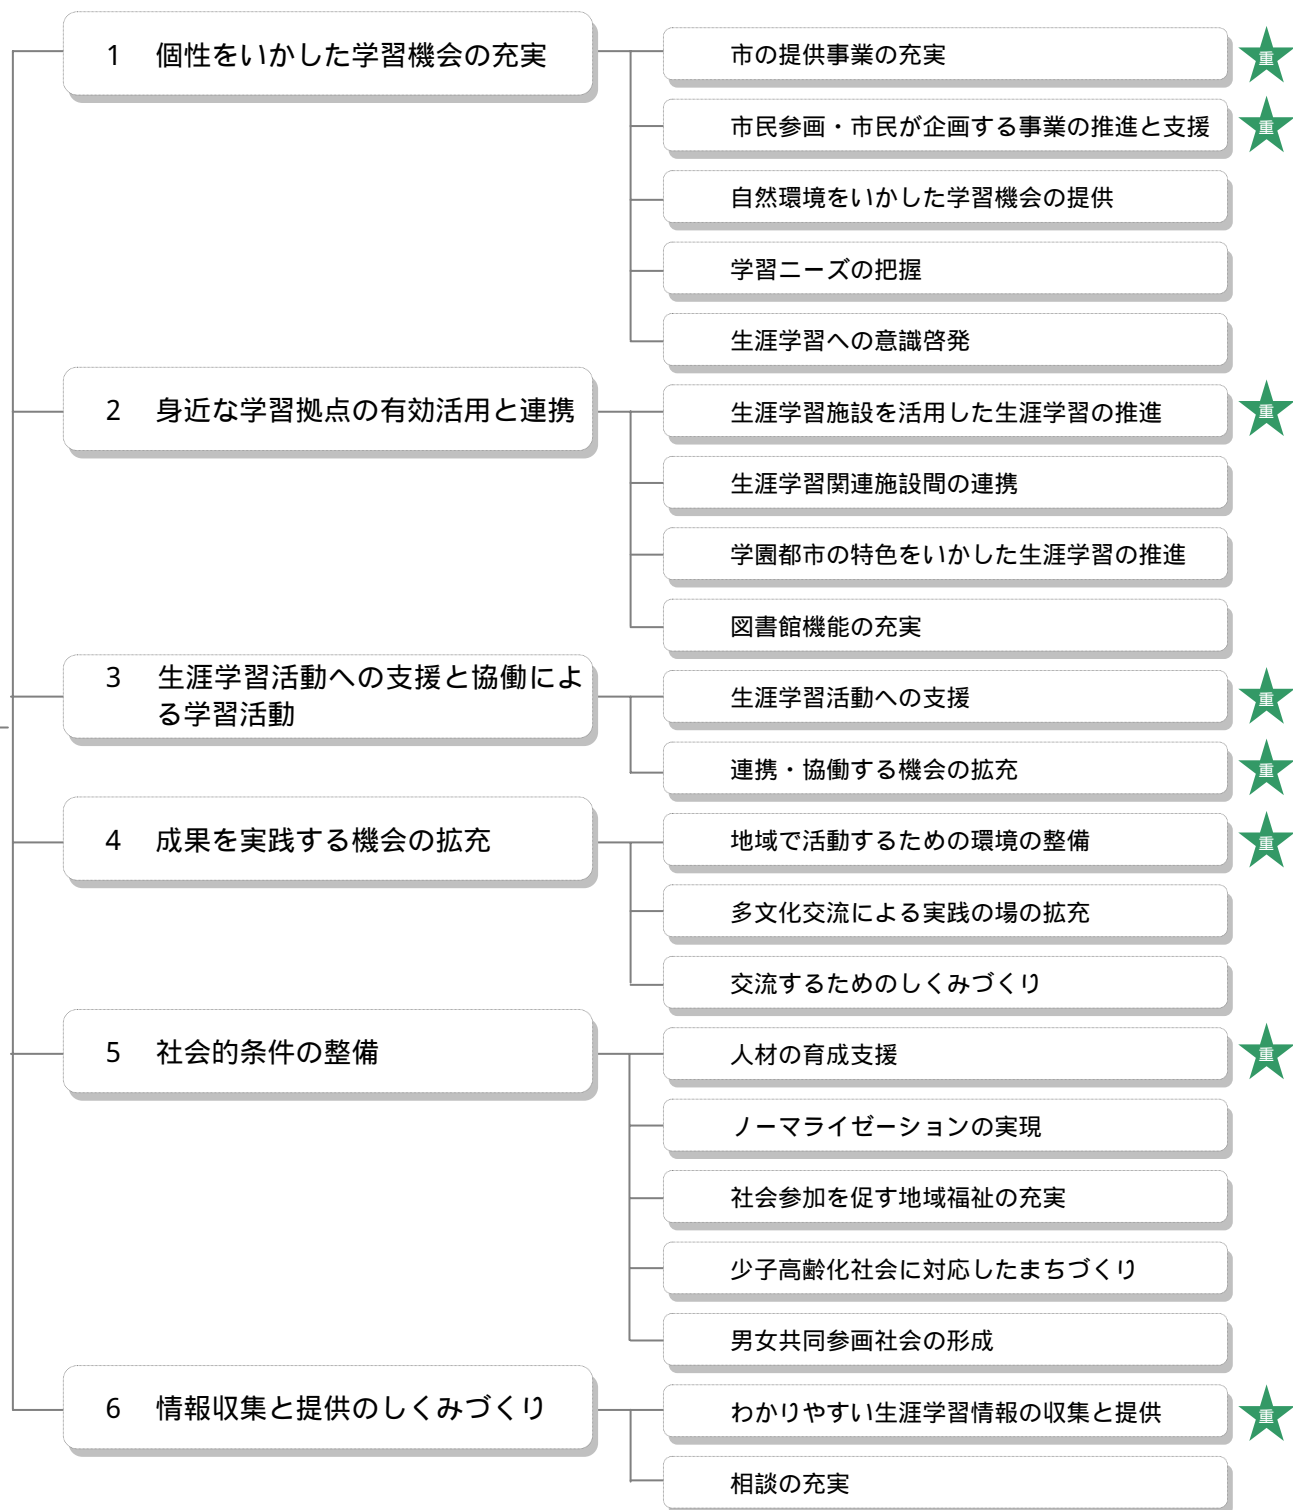 1 個性をいかした学習機会の充実
市の提供事業の充実
重
市民参画・市民が企画する事業の推進と支援
重
自然環境をいかした学習機会の提供
学習ニーズの把握
生涯学習への意識啓発
2 身近な学習拠点の有効活用と連携
生涯学習施設を活用した生涯学習の推進
重
生涯学習関連施設間の連携
学園都市の特色をいかした生涯学習の推進
図書館機能の充実
3 生涯学習活動への支援と協働によ
る学習活動
生涯学習活動への支援
重
連携・協働する機会の拡充
重
4 成果を実践する機会の拡充
地域で活動するための環境の整備
重
多文化交流による実践の場の拡充
交流するためのしくみづくり
5 社会的条件の整備
人材の育成支援
重
ノーマライゼーションの実現
社会参加を促す地域福祉の充実
少子高齢化社会に対応したまちづくり
男女共同参画社会の形成
6 情報収集と提供のしくみづくり
わかりやすい生涯学習情報の収集と提供
重
相談の充実